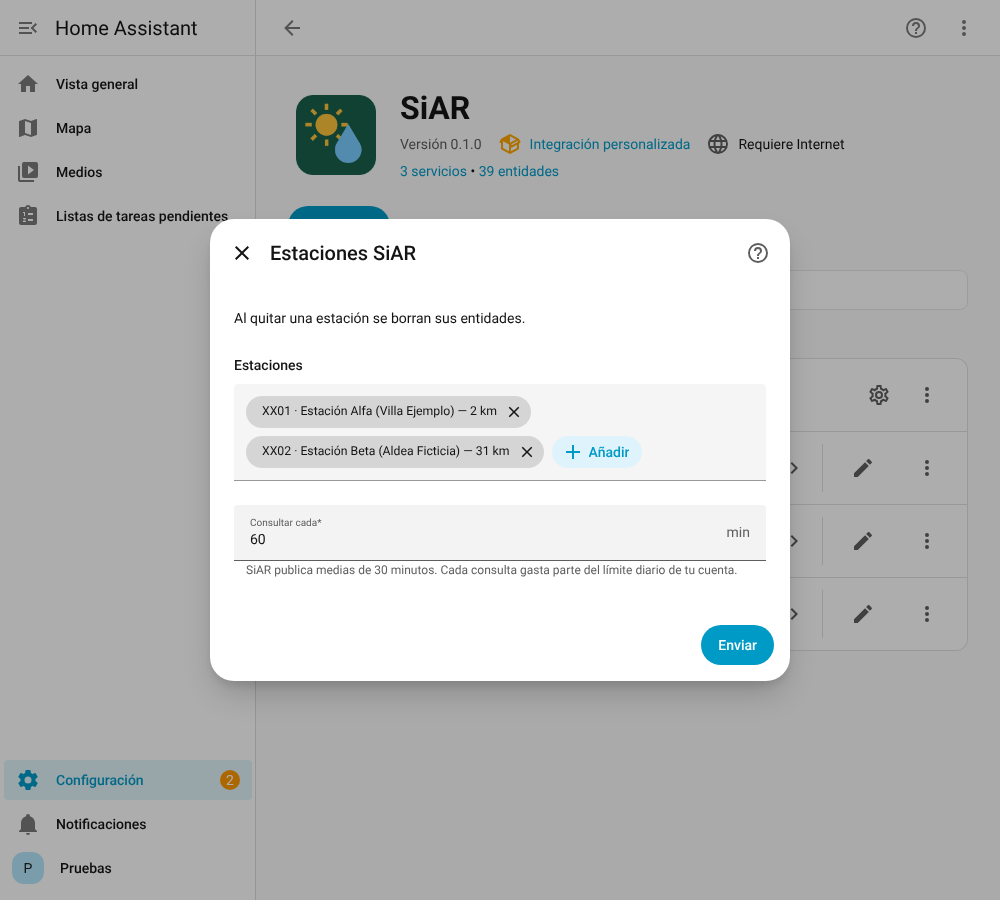 Home Assistant
Vista general
Mapa
Medios
Listas de tareas pendientes
SiAR
Versión 0.1.0 Integración personalizada Requiere Internet
3 servicios • 39 entidades
Estaciones SiAR
Al quitar una estación se borran sus entidades.
Estaciones
XX01 · Estación Alfa (Villa Ejemplo) — 2 km
XX02 · Estación Beta (Aldea Ficticia) — 31 km
Añadir
Consultar cada*
60 min
SiAR publica medias de 30 minutos. Cada consulta gasta parte del límite diario de tu cuenta.
Enviar
Configuración 2
Notificaciones
P Pruebas